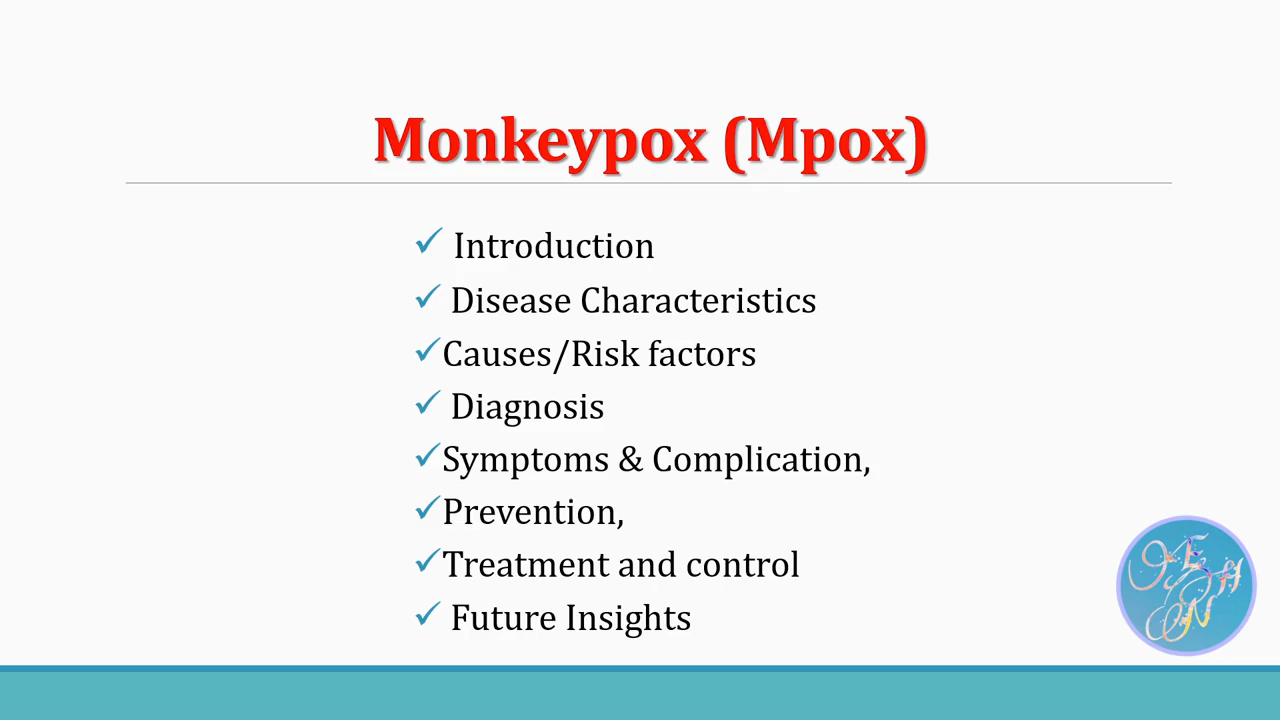 Monkeypox (Mpox)
✓ Introduction
✓ Disease Characteristics
✓Causes/Risk factors
✓ Diagnosis
✓Symptoms & Complication,
✓Prevention,
✓Treatment and control
✓ Future Insights